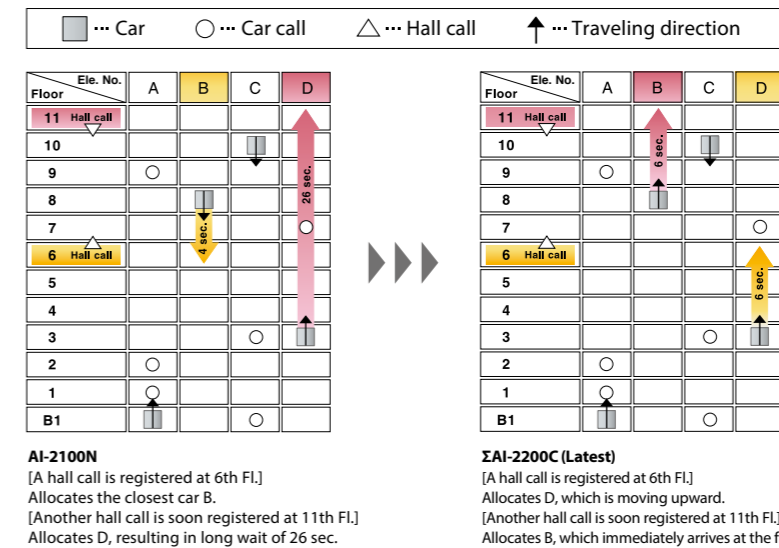 ··· Car ··· Car call ··· Hall call ··· Traveling direction
Ele. No. A B C D
Floor
11 Hall call
10
9
8
7
6 Hall call
5
4
3
2
1
B1
4 sec.
26 sec.
AI-2100N
[A hall call is registered at 6th Fl.]
Allocates the closest car B.
[Another hall call is soon registered at 11th Fl.]
Allocates D, resulting in long wait of 26 sec.
Ele. No. A B C D
Floor
11 Hall call
10
9
8
7
6 Hall call
5
4
3
2
1
B1
6 sec.
6 sec.
ΣAI-2200C (Latest)
[A hall call is registered at 6th Fl.]
Allocates D, which is moving upward.
[Another hall call is soon registered at 11th Fl.]
Allocates B, which immediately arrives at the